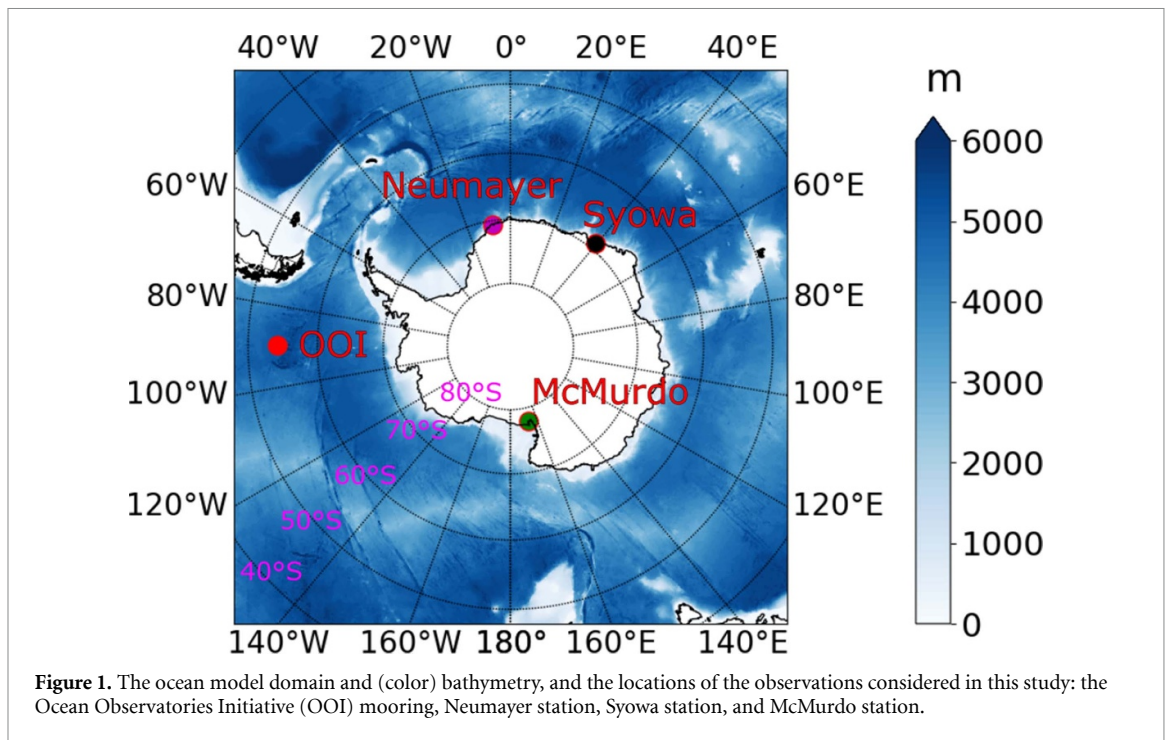 40°W 20°W 0° 20°E 40°E
m
6000
60°W Neumayer 60°E
Syowa
5000
80°W 80°E
4000
OOI
100°W 80°S McMurdo 100°E
3000
70°S
60°S
2000
120°W 120°E
50°S
1000
40°S
0
140°W 160°W 180° 160°E 140°E
Figure 1. The ocean model domain and (color) bathymetry, and the locations of the observations considered in this study: the
Ocean Observatories Initiative (OOI) mooring, Neumayer station, Syowa station, and McMurdo station.